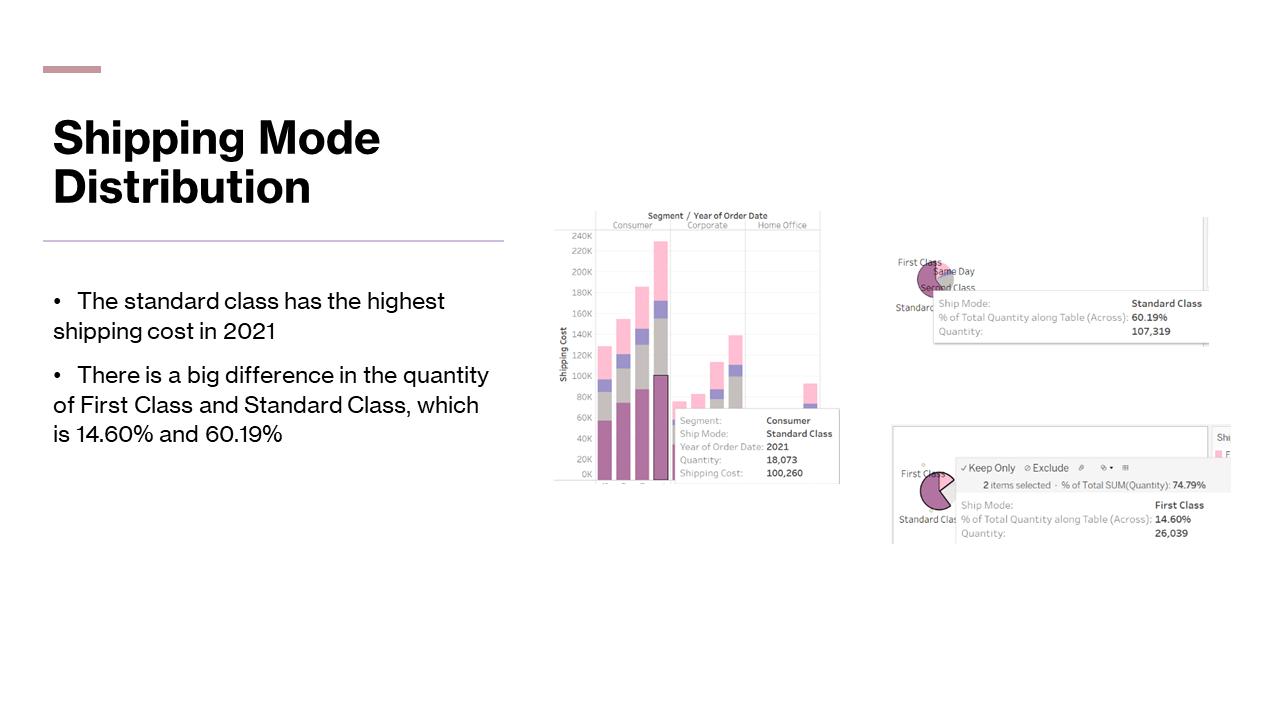 Shipping Mode
Distribution
• The standard class has the highest
shipping cost in 2021
• There is a big difference in the quantity
of First Class and Standard Class, which
is 14.60% and 60.19%
Segment / Year of Order Date
Consumer Corporate Home Office
Shipping Cost
240K
220K
200K
180K
160K
140K
120K
100K
80K
60K
40K
20K
0K
Segment: Consumer
Ship Mode: Standard Class
Year of Order Date: 2021
Quantity: 18,073
Shipping Cost: 100,260
First Class
Same Day
Second Class
Standard
Ship Mode: Standard Class
% of Total Quantity along Table (Across): 60.19%
Quantity: 107,319
First Class
Standard Clas
Keep Only Exclude
2 items selected · % of Total SUM(Quantity): 74.79%
Ship Mode: First Class
% of Total Quantity along Table (Across): 14.60%
Quantity: 26,039